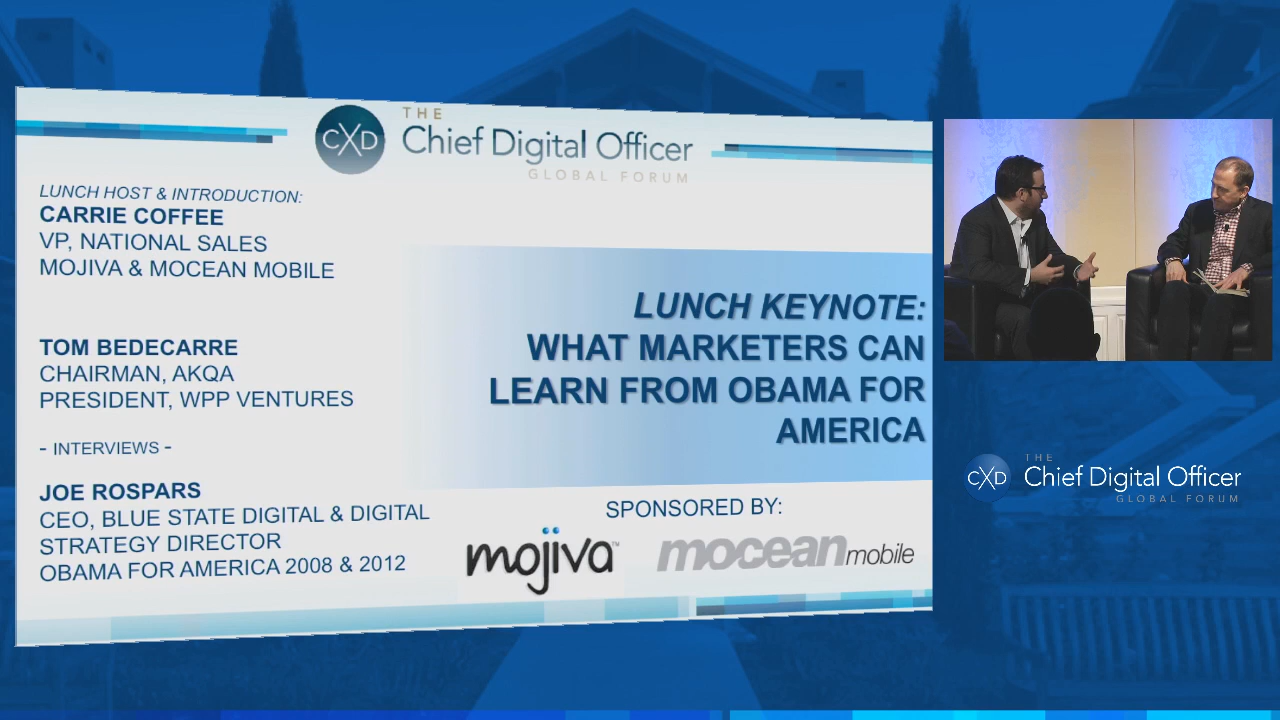 CXD
THE
Chief Digital Officer
GLOBAL FORUM
LUNCH HOST & INTRODUCTION:
CARRIE COFFEE
VP, NATIONAL SALES
MOJIVA & MOCEAN MOBILE
TOM BEDECARRE
CHAIRMAN, AKQA
PRESIDENT, WPP VENTURES
- INTERVIEWS -
JOE ROSPARS
CEO, BLUE STATE DIGITAL & DIGITAL
STRATEGY DIRECTOR
OBAMA FOR AMERICA 2008 & 2012
LUNCH KEYNOTE:
WHAT MARKETERS CAN
LEARN FROM OBAMA FOR
AMERICA
SPONSORED BY:
mojiva™
mocean mobile
CXD
THE
Chief Digital Officer
GLOBAL FORUM